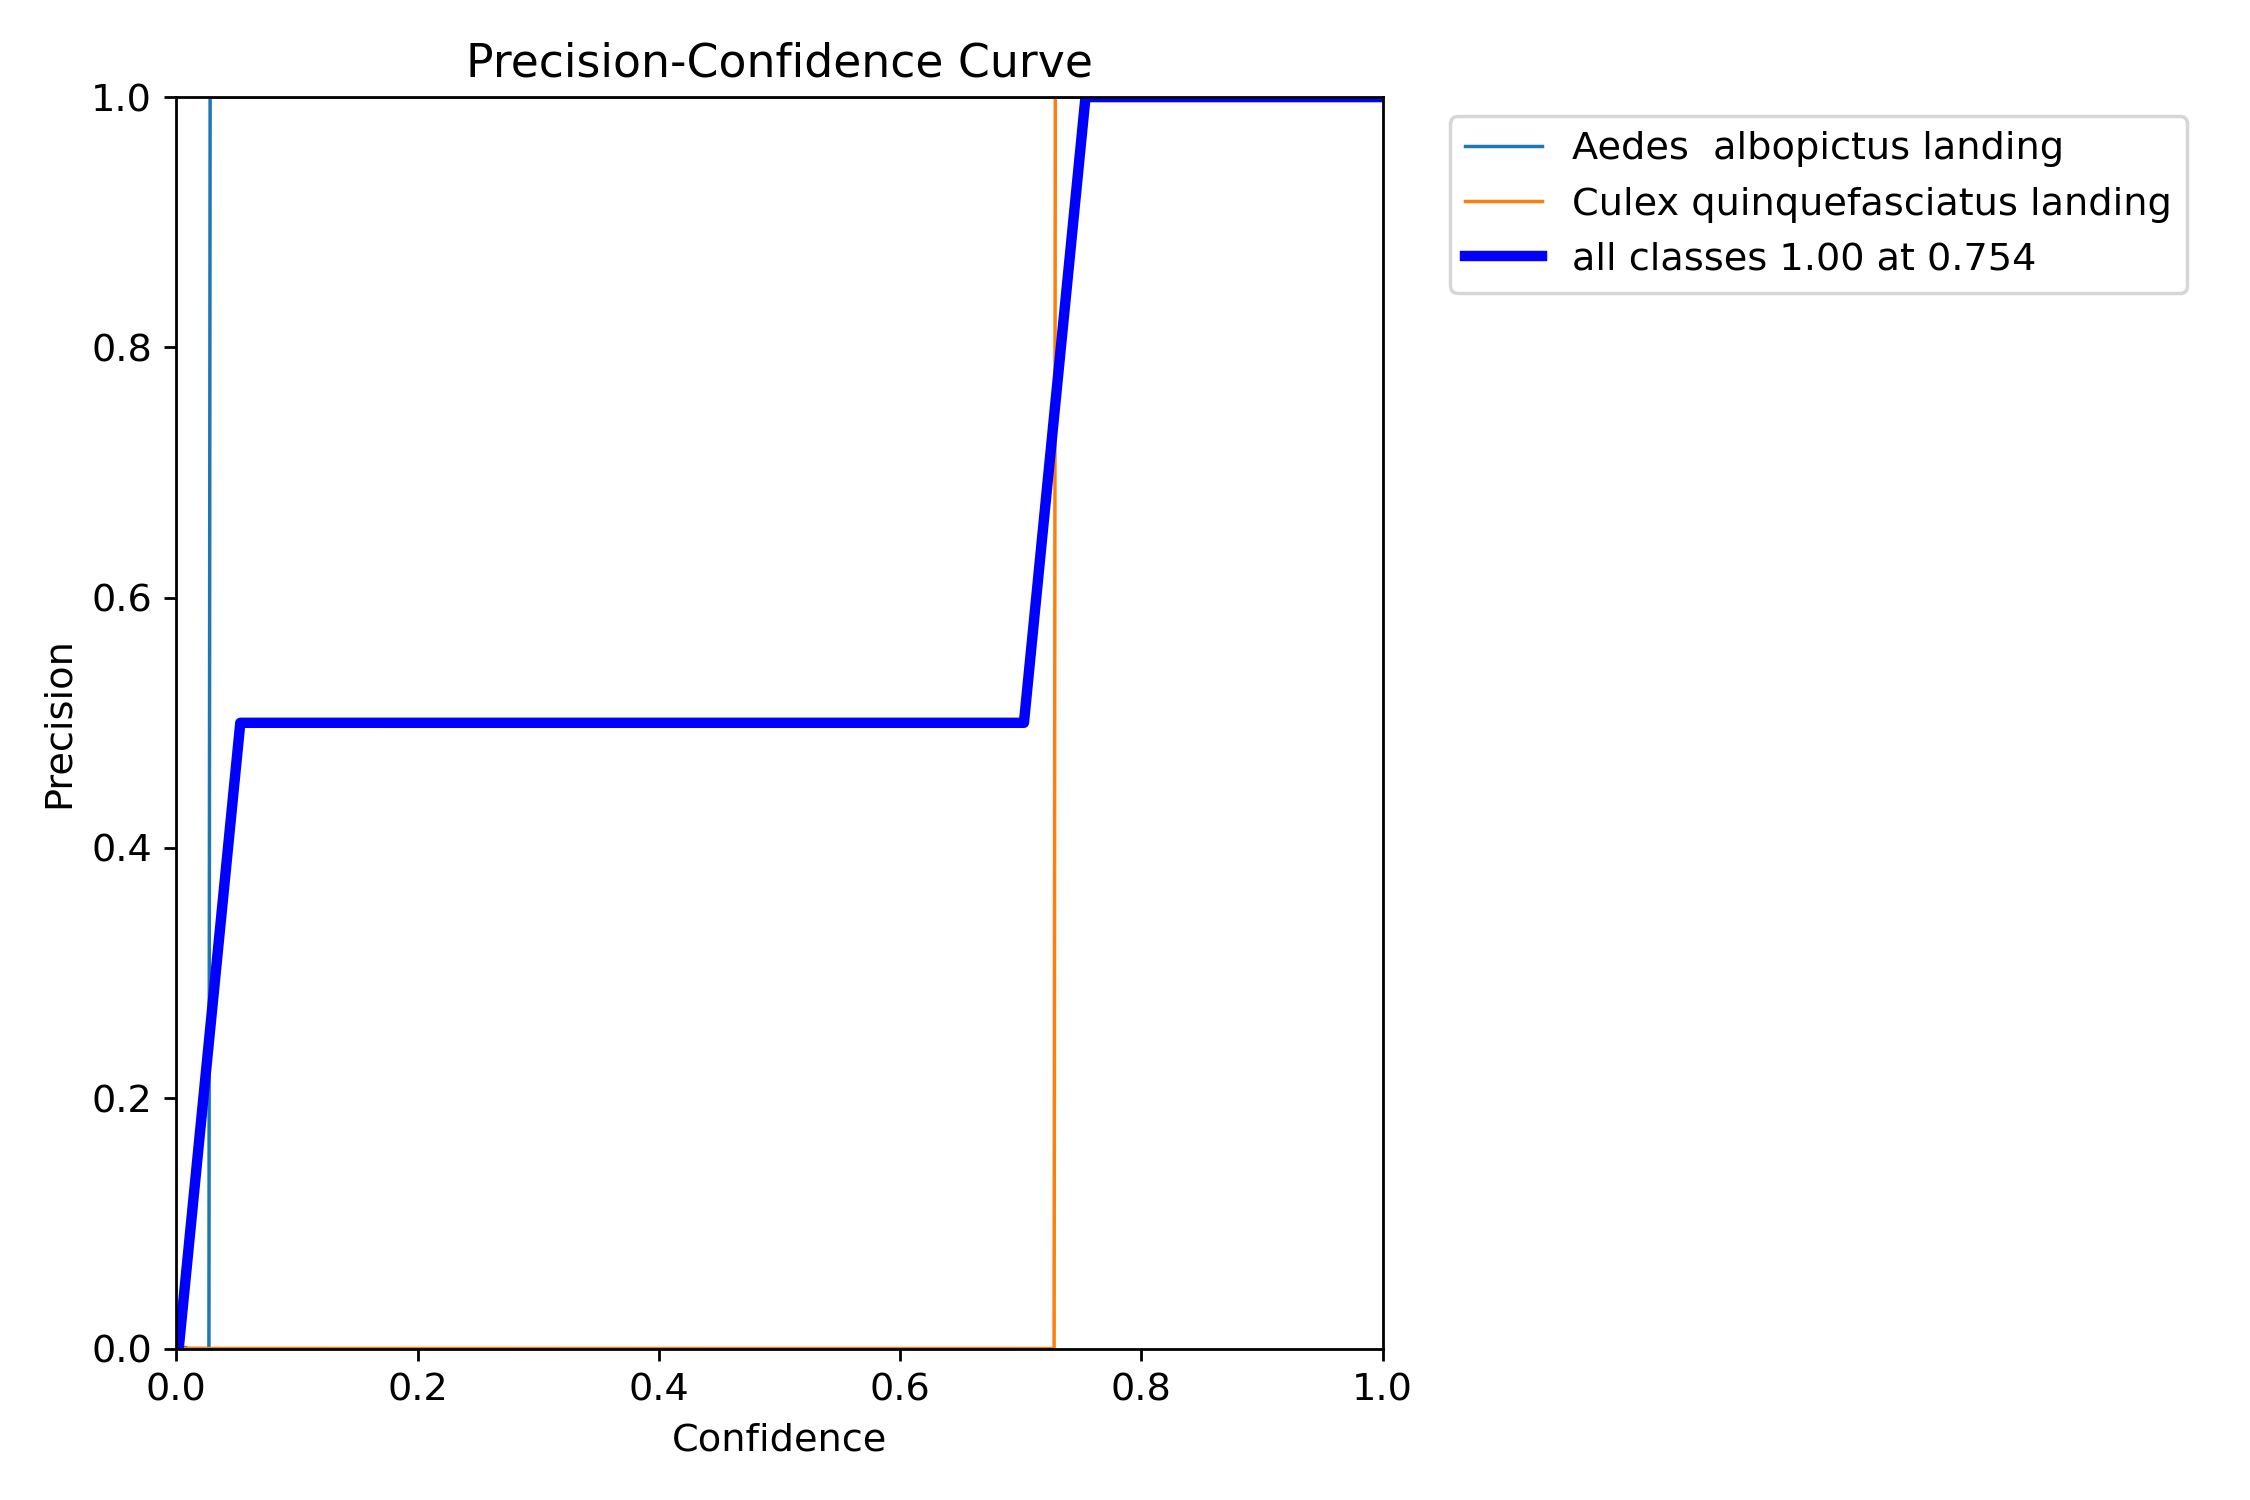 Precision-Confidence Curve
1.0
0.8
0.6
0.4
0.2
0.0
Precision
0.0 0.2 0.4 0.6 0.8 1.0
Confidence
Aedes  albopictus landing
Culex quinquefasciatus landing
all classes 1.00 at 0.754